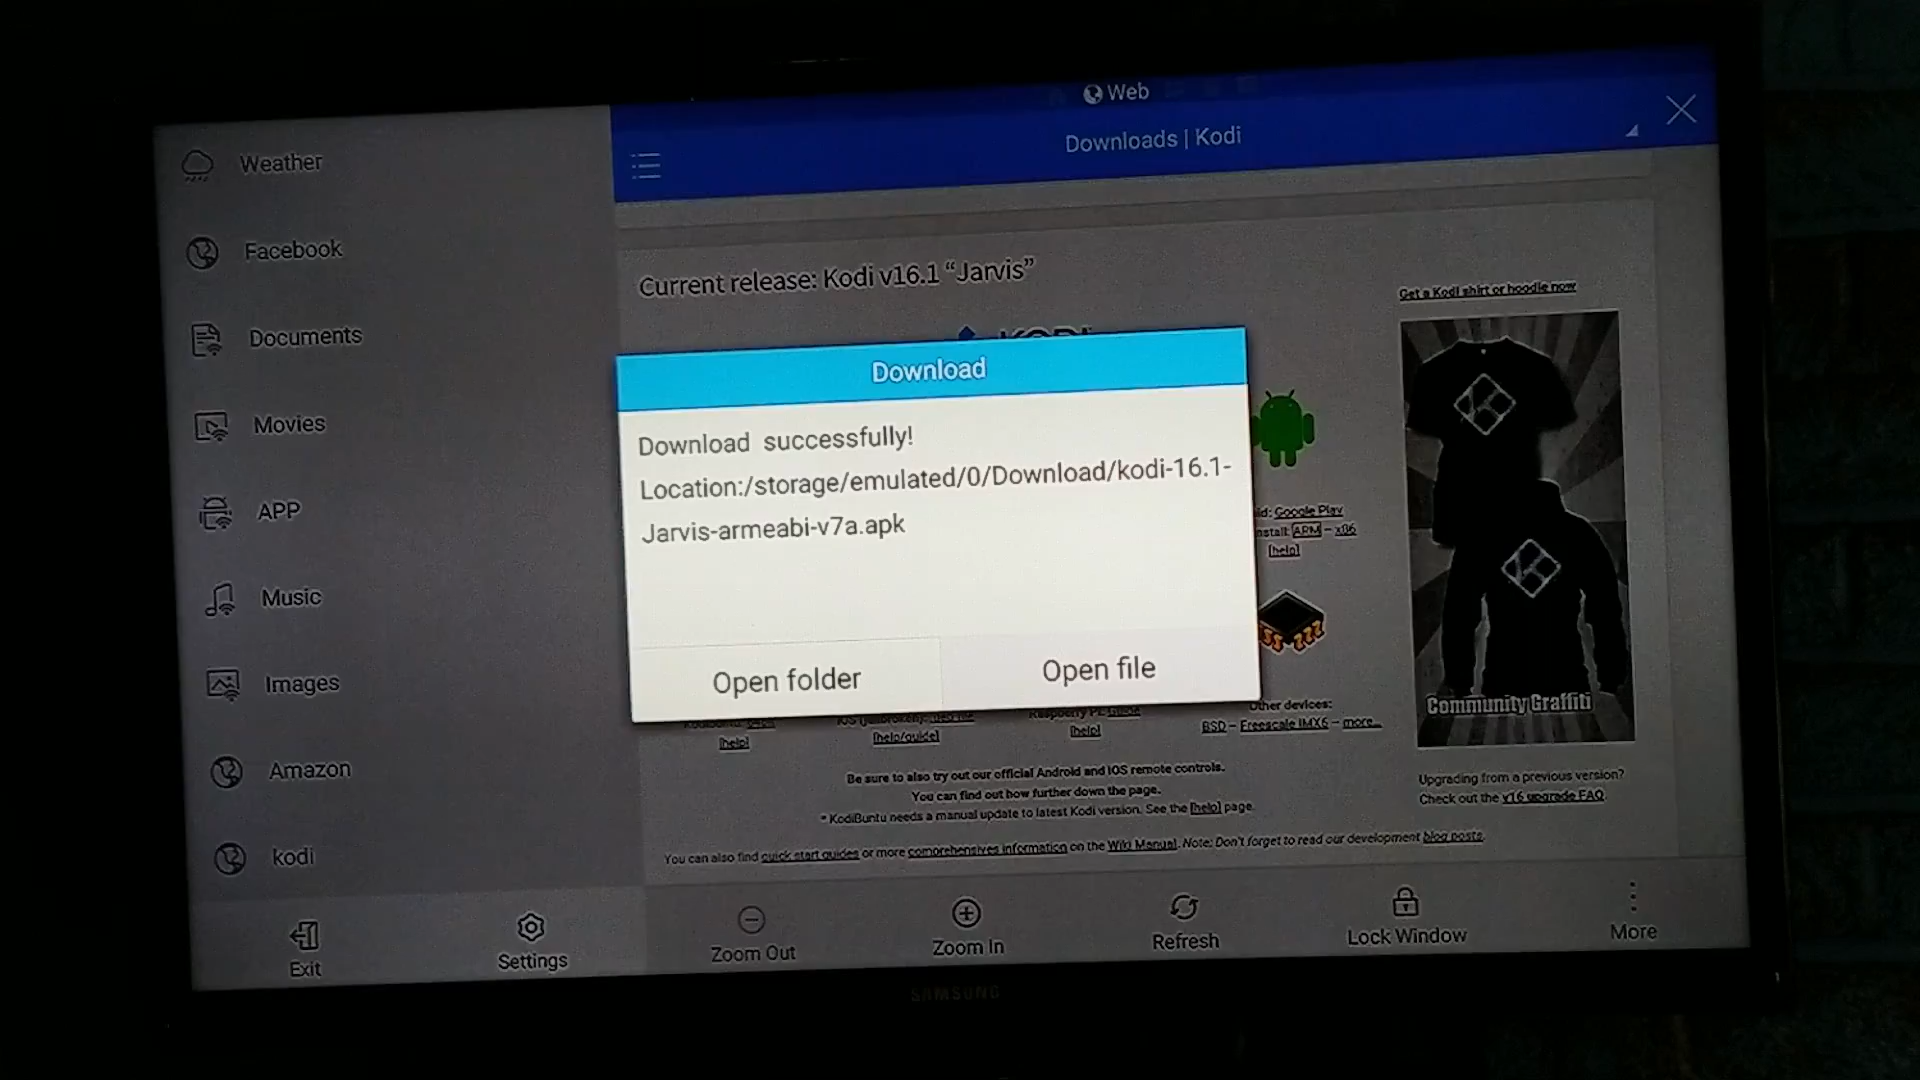 Weather
Facebook
Documents
Movies
APP
Music
Images
Amazon
kodi
Exit
Settings
Web
Downloads | Kodi
Current release: Kodi v16.1 “Jarvis”
Get a Kodi shirt or hoodie now
Download
Download successfully!
Location:/storage/emulated/0/Download/kodi-16.1-
Jarvis-armeabi-v7a.apk
Open folder
Open file
Google Play
ARM – x86
[help]
Community Graffiti
Other devices:
BSD – Freescale iMX6 – more...
[help]
[help/guide]
[help]
Be sure to also try out our official Android and iOS remote controls.
You can find out how further down the page.
* KodiBuntu needs a manual update to latest Kodi version. See the [help] page.
Upgrading from a previous version?
Check out the v16 upgrade FAQ
You can also find quick start guides or more comprehensives information on the Wiki Manual. Note: Don't forget to read our development blog posts.
Zoom Out
Zoom In
Refresh
Lock Window
More
SAMSUNG